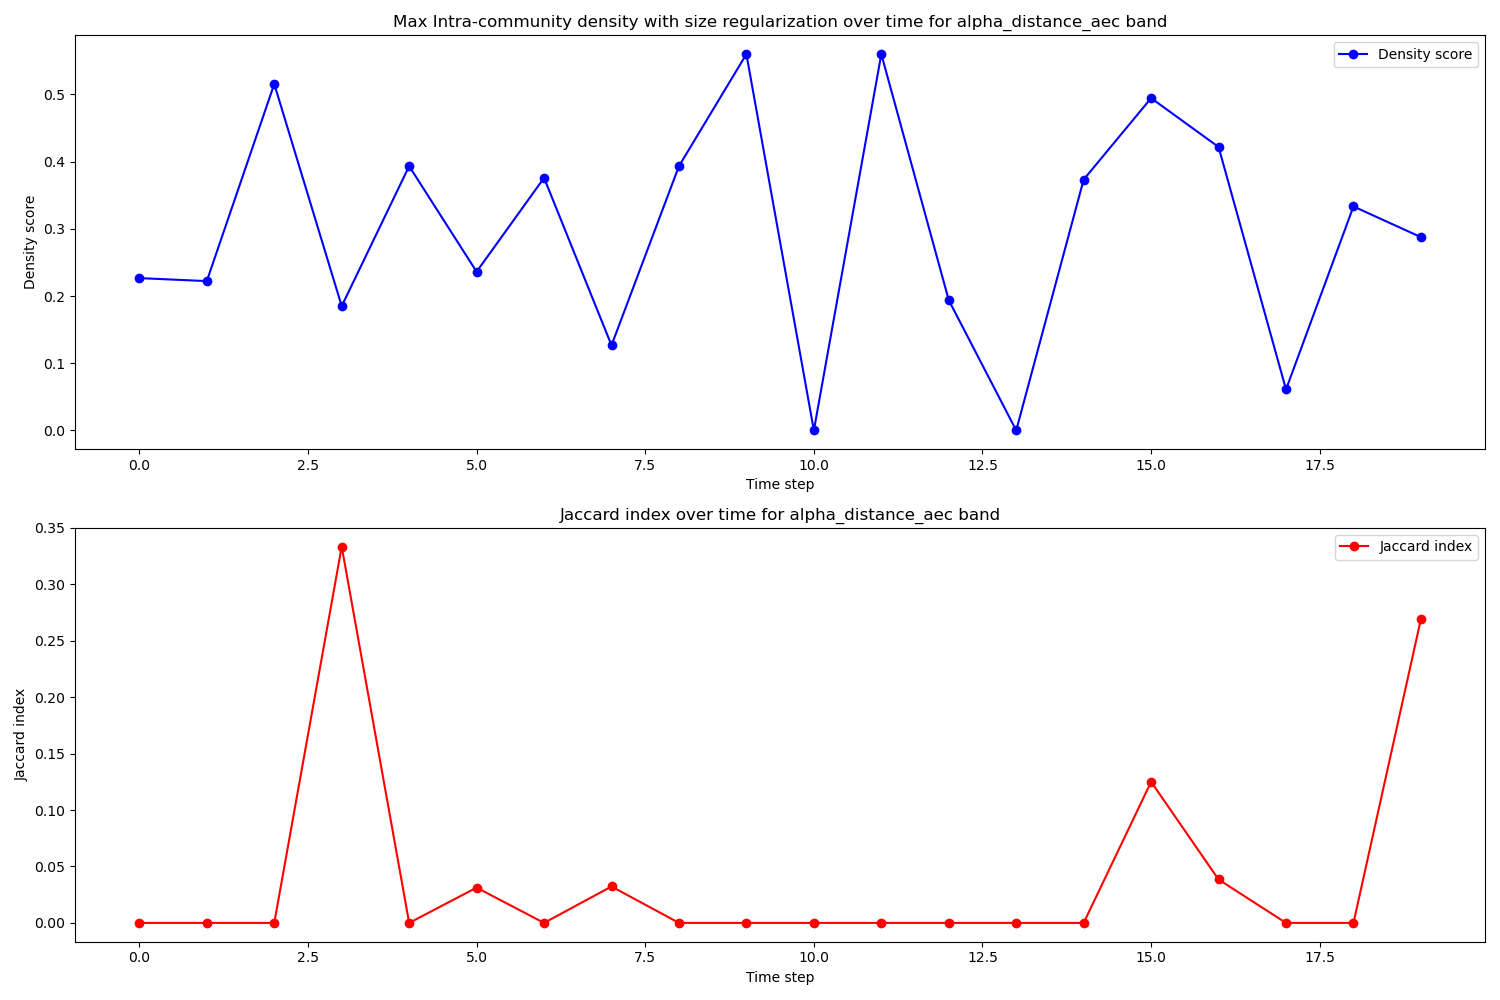 Max Intra-community density with size regularization over time for alpha_distance_aec band
Density score
Density score
0.5
0.4
0.3
0.2
0.1
0.0
0.0 2.5 5.0 7.5 10.0 12.5 15.0 17.5
Time step
Jaccard index over time for alpha_distance_aec band
Jaccard index
Jaccard index
0.35
0.30
0.25
0.20
0.15
0.10
0.05
0.00
0.0 2.5 5.0 7.5 10.0 12.5 15.0 17.5
Time step